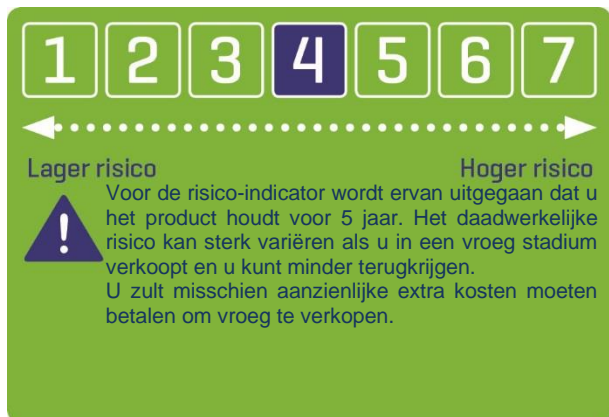 1 2 3 4 5 6 7
Lager risico Hoger risico
Voor de risico-indicator wordt ervan uitgegaan dat u
het product houdt voor 5 jaar. Het daadwerkelijke
risico kan sterk variëren als u in een vroeg stadium
verkoopt en u kunt minder terugkrijgen.
U zult misschien aanzienlijke extra kosten moeten
betalen om vroeg te verkopen.